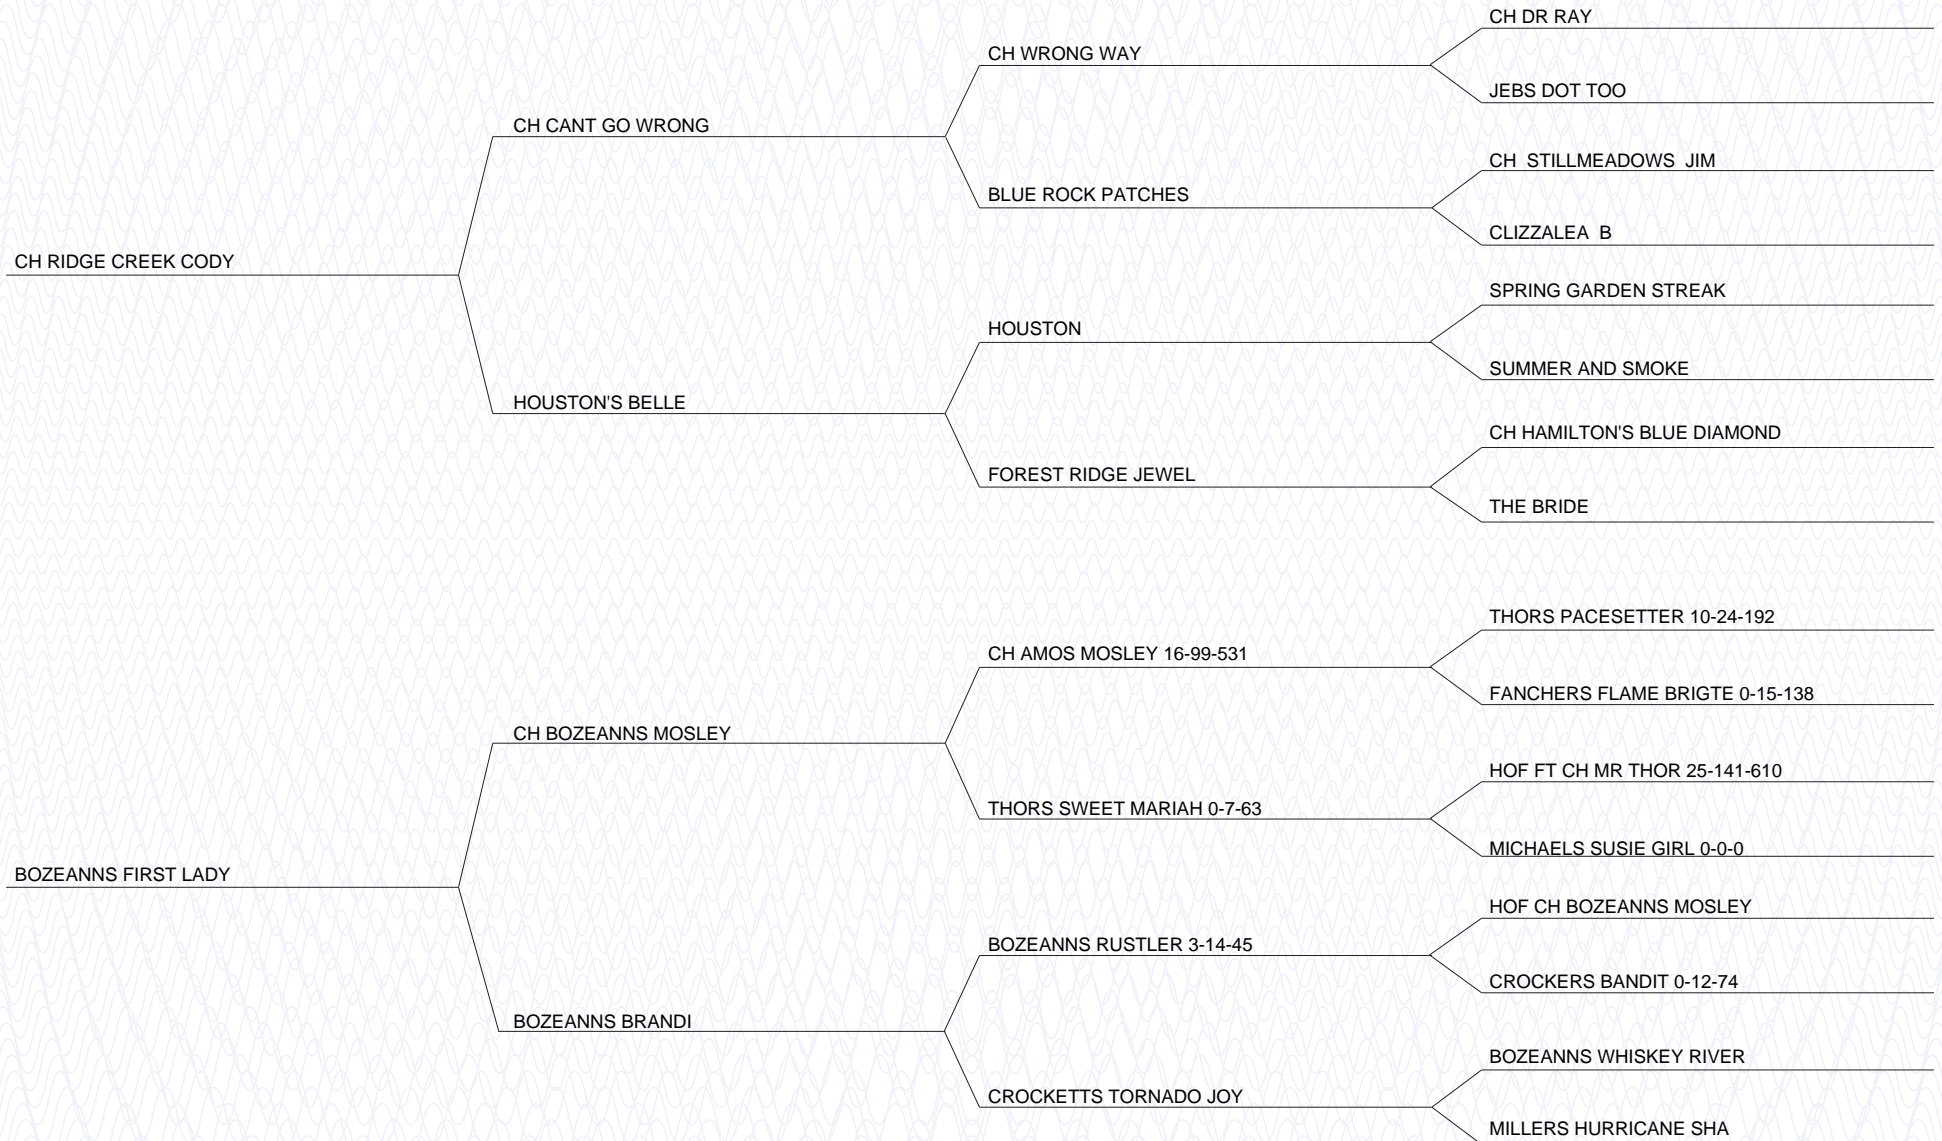 CH DR RAY
CH WRONG WAY
JEBS DOT TOO
CH CANT GO WRONG
CH  STILLMEADOWS  JIM
BLUE ROCK PATCHES
CLIZZALEA  B
CH RIDGE CREEK CODY
SPRING GARDEN STREAK
HOUSTON
SUMMER AND SMOKE
HOUSTON'S BELLE
CH HAMILTON'S BLUE DIAMOND
FOREST RIDGE JEWEL
THE BRIDE
THORS PACESETTER 10-24-192
CH AMOS MOSLEY 16-99-531
FANCHERS FLAME BRIGTE 0-15-138
CH BOZEANNS MOSLEY
HOF FT CH MR THOR 25-141-610
THORS SWEET MARIAH 0-7-63
MICHAELS SUSIE GIRL 0-0-0
BOZEANNS FIRST LADY
HOF CH BOZEANNS MOSLEY
BOZEANNS RUSTLER 3-14-45
CROCKERS BANDIT 0-12-74
BOZEANNS BRANDI
BOZEANNS WHISKEY RIVER
CROCKETTS TORNADO JOY
MILLERS HURRICANE SHA